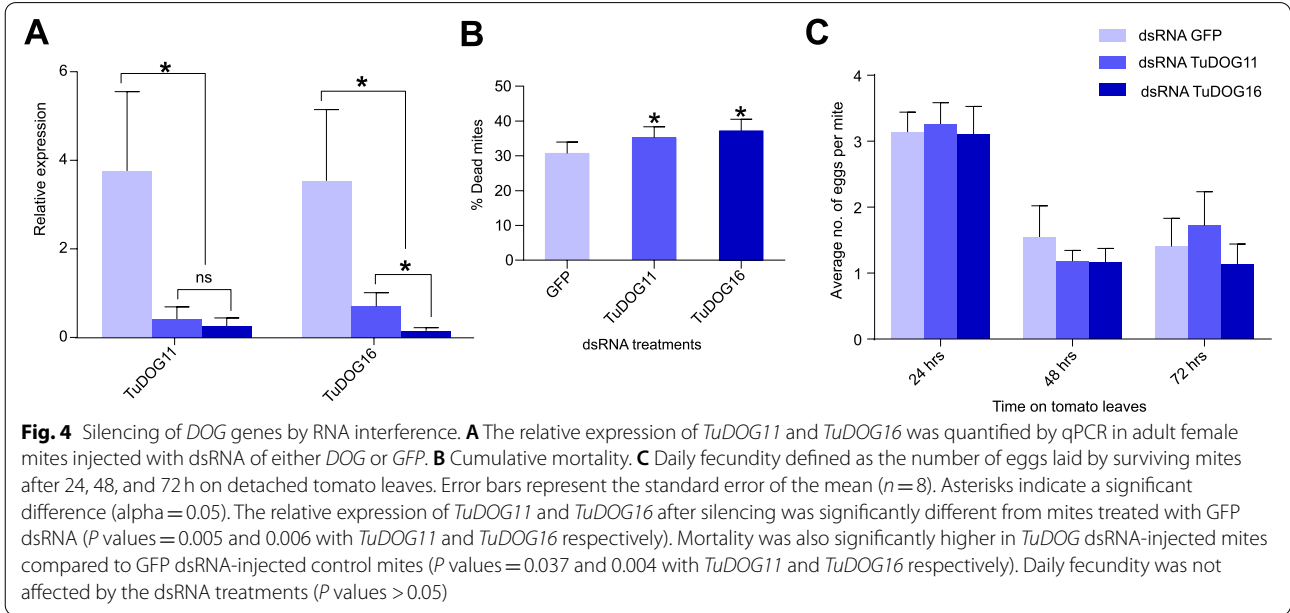 A
Relative expression
6
4
2
0
*
ns
*
*
TuDOG11
TuDOG16
B
% Dead mites
50
40
30
20
10
0
*
*
GFP
TuDOG11
TuDOG16
dsRNA treatments
C
dsRNA GFP
dsRNA TuDOG11
dsRNA TuDOG16
Average no. of eggs per mite
4
3
2
1
0
24 hrs
48 hrs
72 hrs
Time on tomato leaves
Fig. 4 Silencing of DOG genes by RNA interference. A The relative expression of TuDOG11 and TuDOG16 was quantified by qPCR in adult female
mites injected with dsRNA of either DOG or GFP. B Cumulative mortality. C Daily fecundity defined as the number of eggs laid by surviving mites
after 24, 48, and 72 h on detached tomato leaves. Error bars represent the standard error of the mean (n = 8). Asterisks indicate a significant
difference (alpha = 0.05). The relative expression of TuDOG11 and TuDOG16 after silencing was significantly different from mites treated with GFP
dsRNA (P values = 0.005 and 0.006 with TuDOG11 and TuDOG16 respectively). Mortality was also significantly higher in TuDOG dsRNA-injected mites
compared to GFP dsRNA-injected control mites (P values = 0.037 and 0.004 with TuDOG11 and TuDOG16 respectively). Daily fecundity was not
affected by the dsRNA treatments (P values > 0.05)